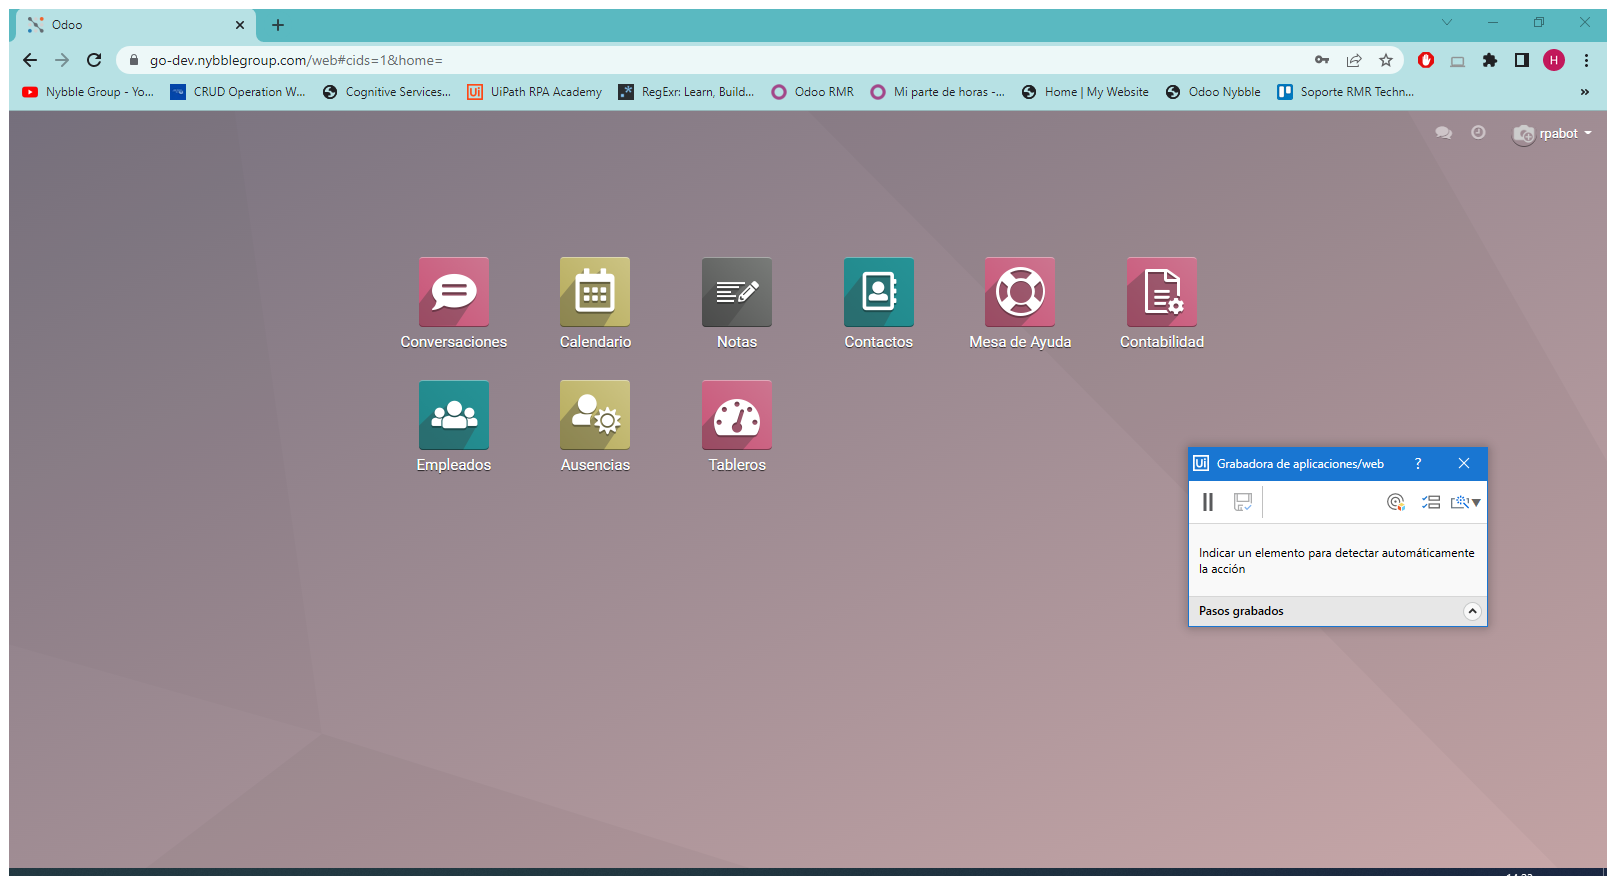 Odoo
go-dev.nybblegroup.com/web#cids=1&home=
H
Nybble Group - Yo...
CRUD Operation W...
Cognitive Services...
Ui
UiPath RPA Academy
RegExr: Learn, Build...
Odoo RMR
Mi parte de horas -...
Home | My Website
Odoo Nybble
Soporte RMR Techn...
»
rpabot
Conversaciones
Calendario
Notas
Contactos
Mesa de Ayuda
Contabilidad
Empleados
Ausencias
Tableros
Ui
Grabadora de aplicaciones/web
?
Indicar un elemento para detectar automáticamente
la acción
Pasos grabados